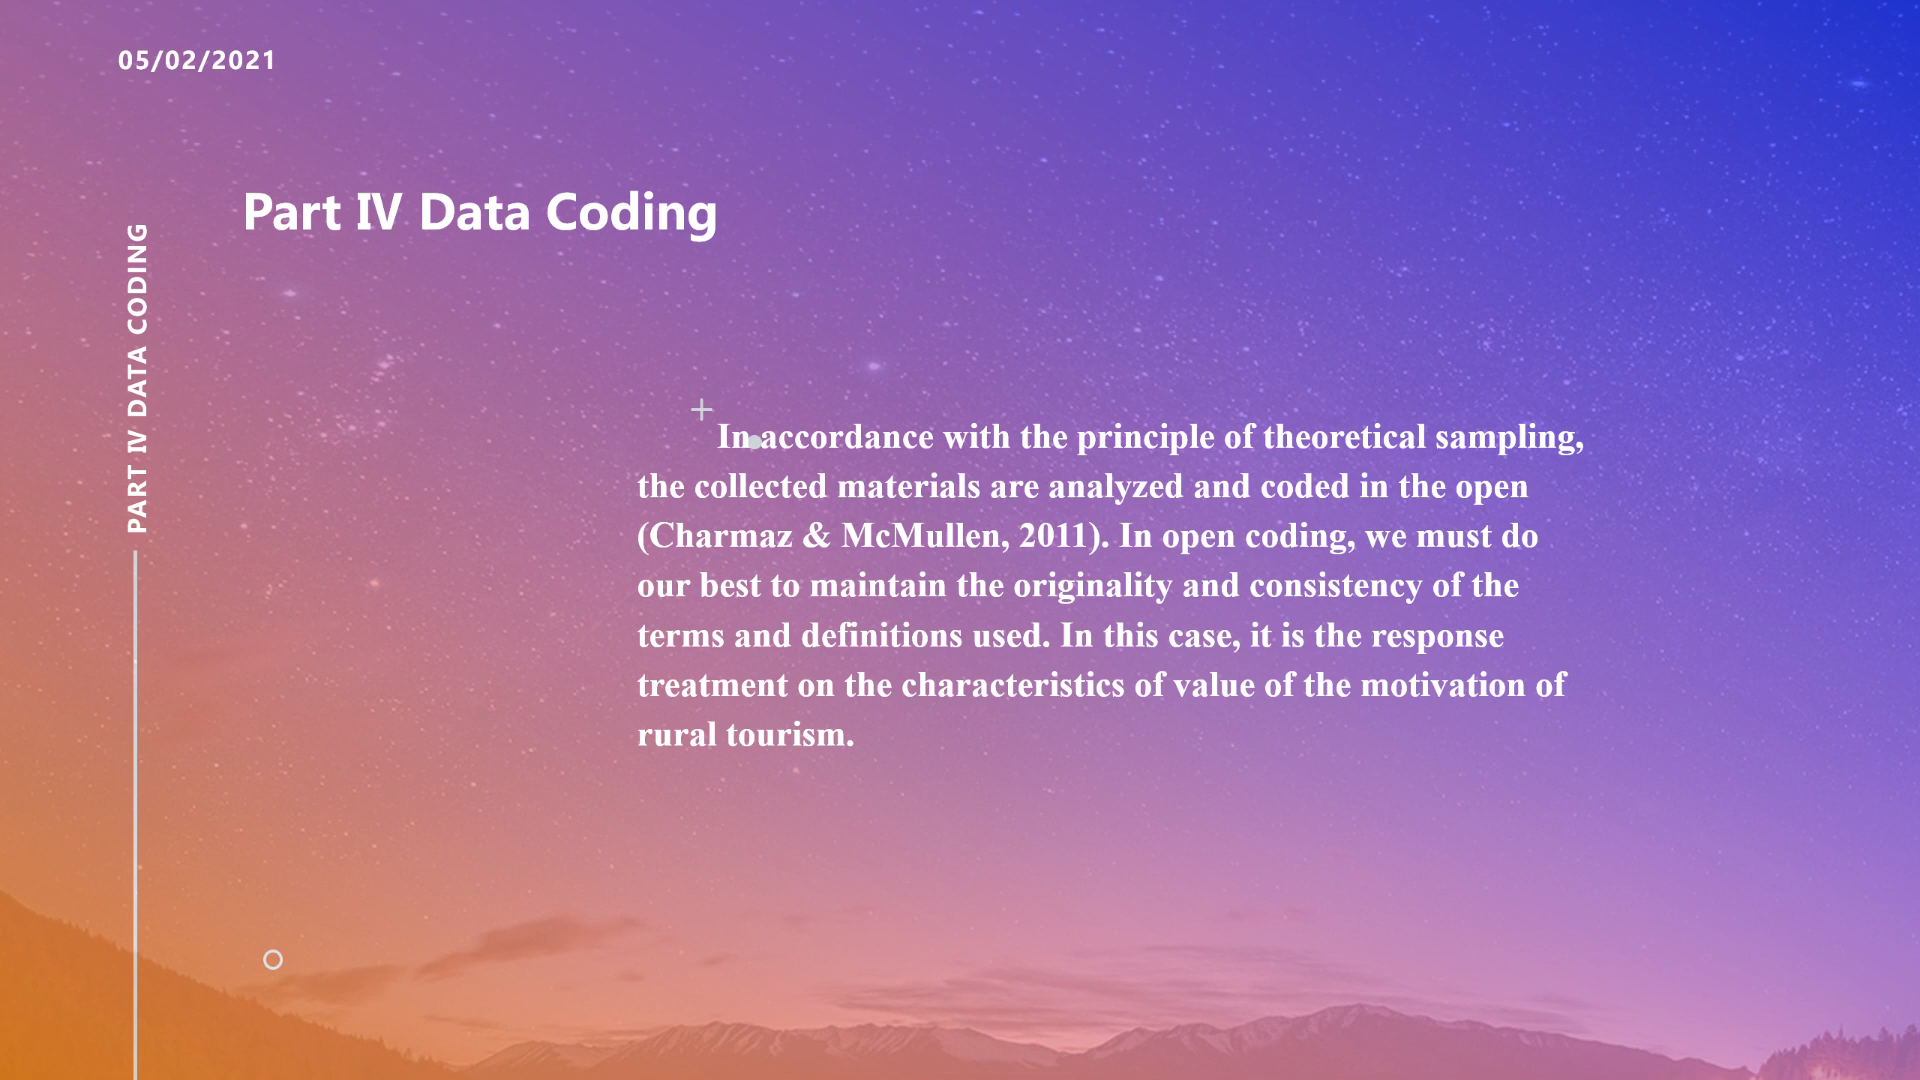 05/02/2021
Part IV Data Coding
PART IV DATA CODING
In accordance with the principle of theoretical sampling,
the collected materials are analyzed and coded in the open
(Charmaz & McMullen, 2011). In open coding, we must do
our best to maintain the originality and consistency of the
terms and definitions used. In this case, it is the response
treatment on the characteristics of value of the motivation of
rural tourism.